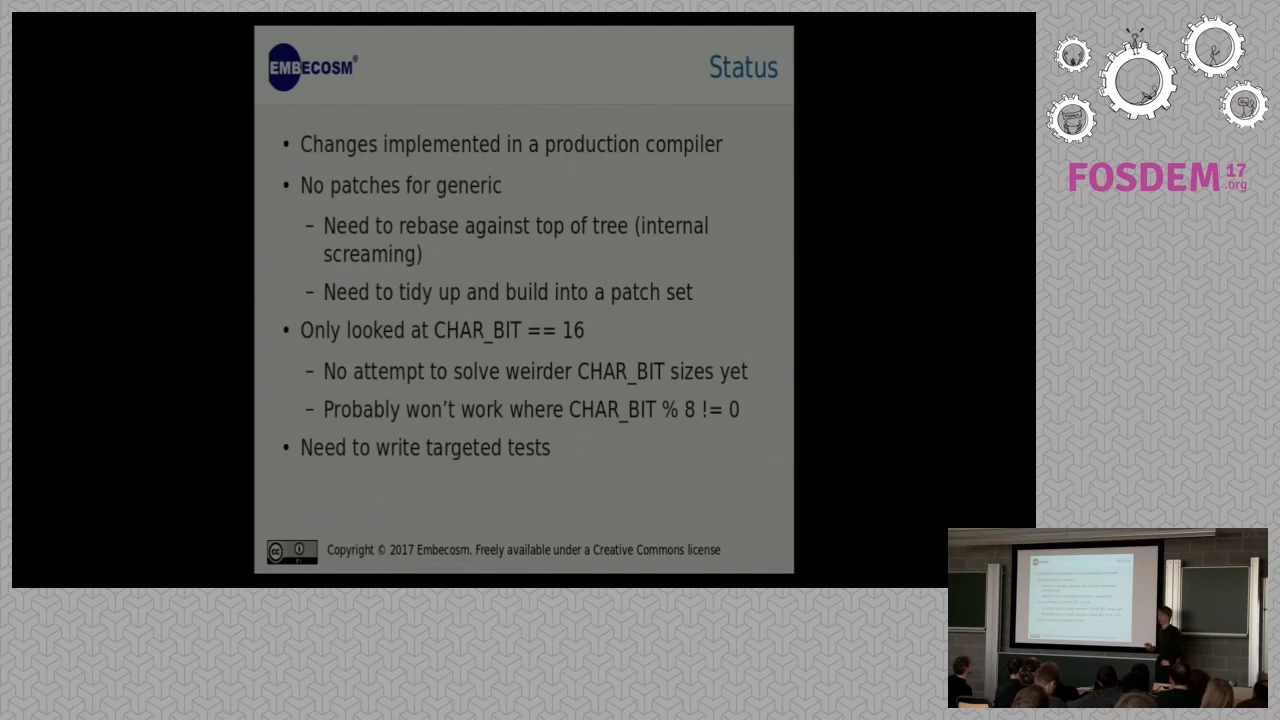 EMBECOSM®
Status
• Changes implemented in a production compiler
• No patches for generic
– Need to rebase against top of tree (internal
screaming)
– Need to tidy up and build into a patch set
• Only looked at CHAR_BIT == 16
– No attempt to solve weirder CHAR_BIT sizes yet
– Probably won't work where CHAR_BIT % 8 != 0
• Need to write targeted tests
cc
Copyright © 2017 Embecosm. Freely available under a Creative Commons license
FOSDEM 17
.org